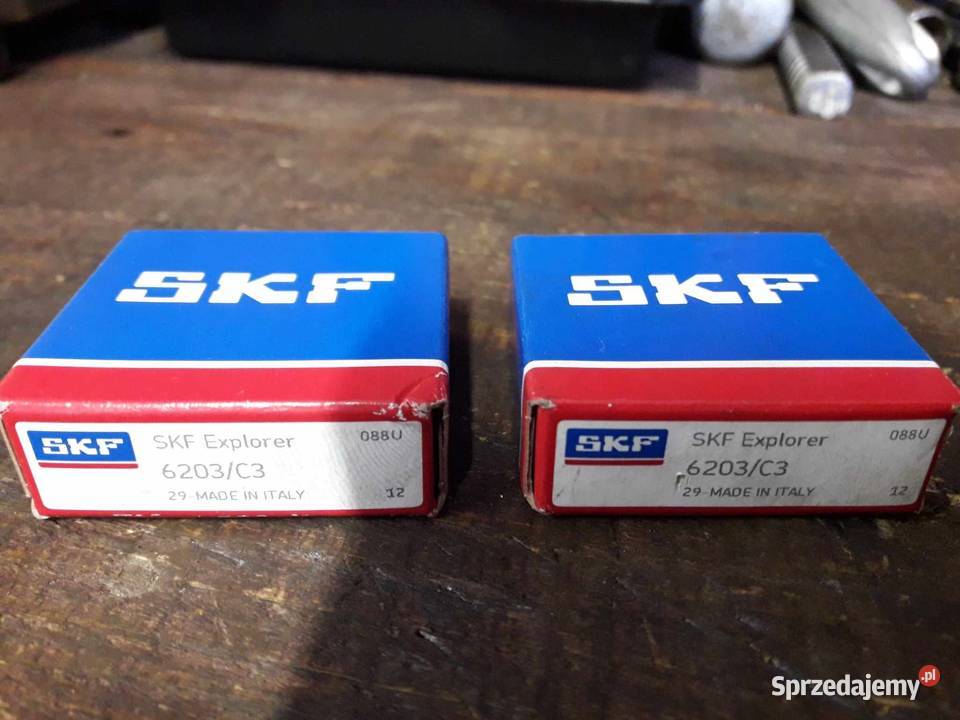 SKF
SKF
SKF
SKF Explorer
088U
6203/C3
29-MADE IN ITALY
12
SKF
SKF Explorer
088U
6203/C3
29-MADE IN ITALY
12
Sprzedajemy.pl